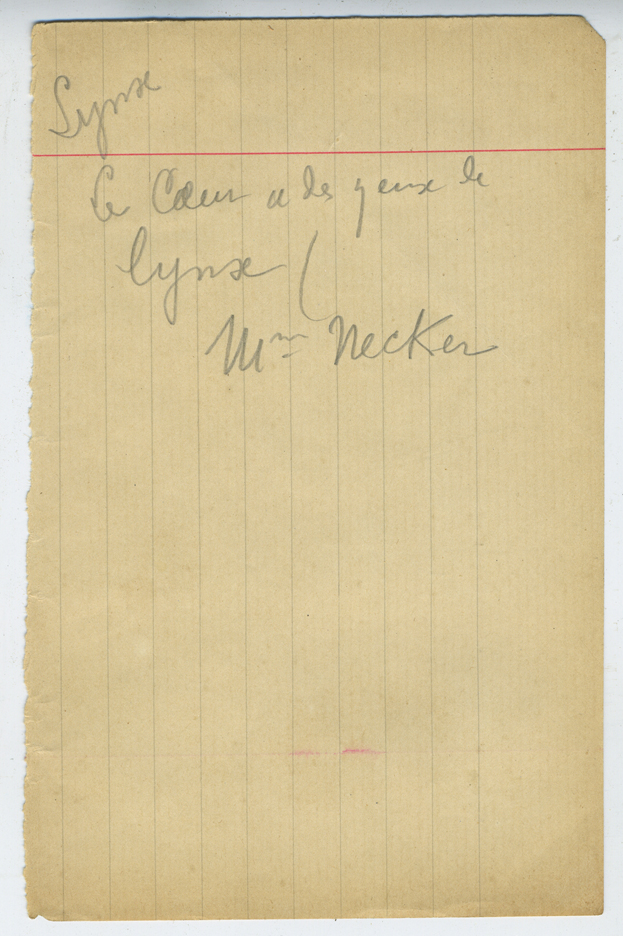 Lynx
Le Cœur a des yeux de
lynx (
Mme Necker